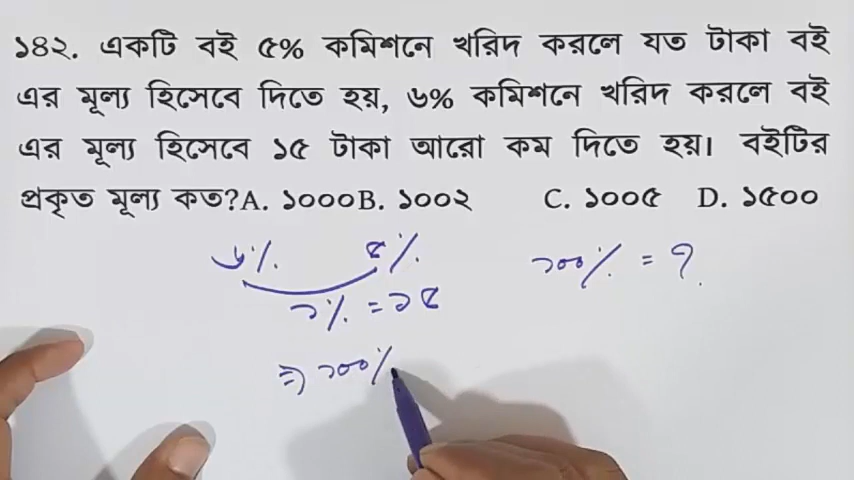 ১৪২. একটি বই ৫% কমিশনে খরিদ করলে যত টাকা বই
এর মূল্য হিসেবে দিতে হয়, ৬% কমিশনে খরিদ করলে বই
এর মূল্য হিসেবে ১৫ টাকা আরো কম দিতে হয়। বইটির
প্রকৃত মূল্য কত?A. ১০০০B. ১০০২ C. ১০০৫ D. ১৫০০
৬% ৫% ১০০% = ?
১% = ১৫
⇒ ১০০%